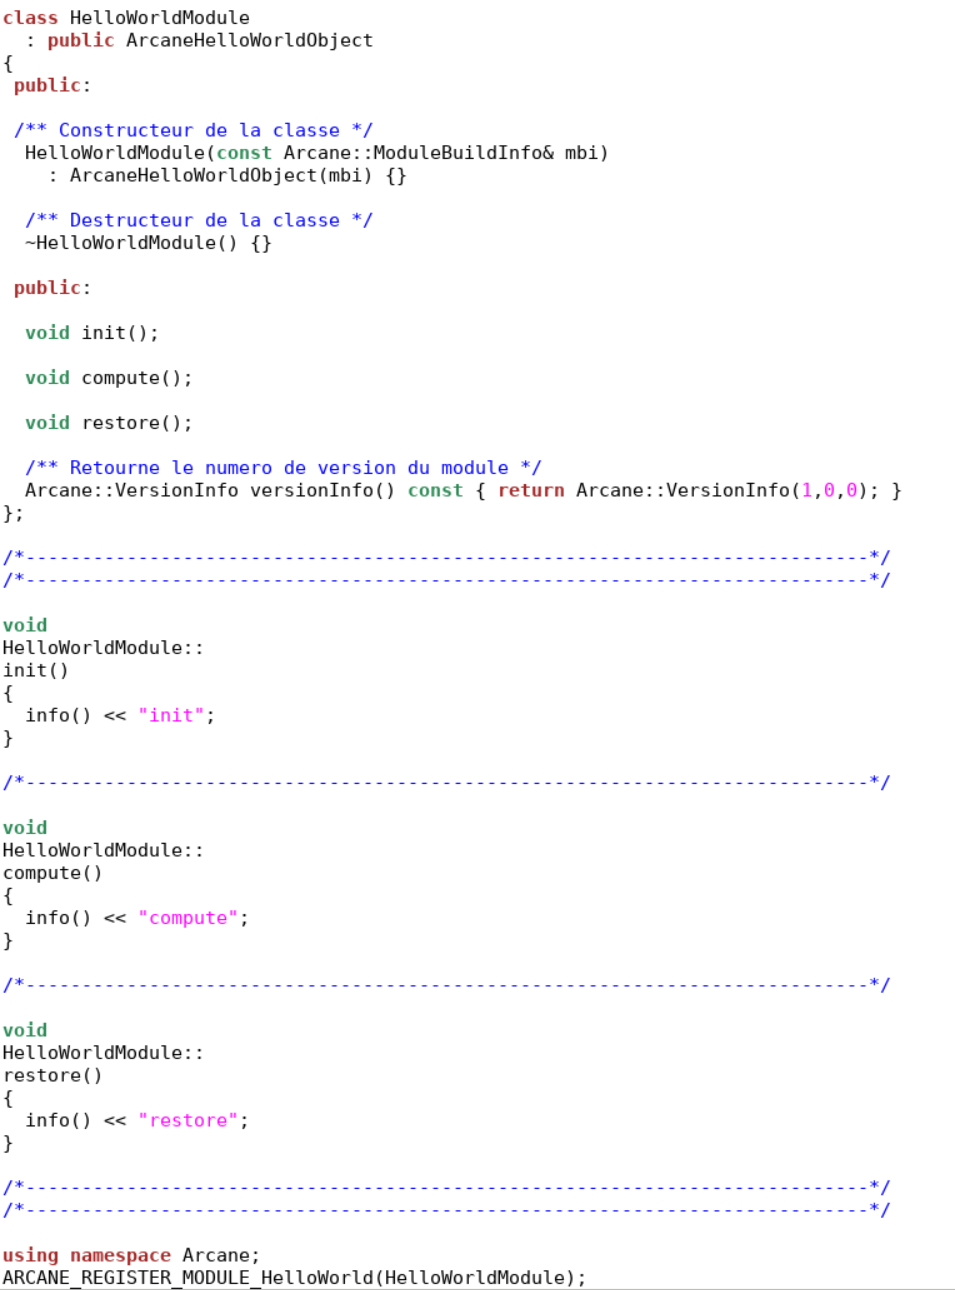 class HelloWorldModule
  : public ArcaneHelloWorldObject
{
 public:

 /** Constructeur de la classe */
  HelloWorldModule(const Arcane::ModuleBuildInfo& mbi)
    : ArcaneHelloWorldObject(mbi) {}

  /** Destructeur de la classe */
  ~HelloWorldModule() {}

 public:

  void init();

  void compute();

  void restore();

  /** Retourne le numero de version du module */
  Arcane::VersionInfo versionInfo() const { return Arcane::VersionInfo(1,0,0); }
};

/*---------------------------------------------------------------------------*/
/*---------------------------------------------------------------------------*/

void
HelloWorldModule::
init()
{
  info() << "init";
}

/*---------------------------------------------------------------------------*/

void
HelloWorldModule::
compute()
{
  info() << "compute";
}

/*---------------------------------------------------------------------------*/

void
HelloWorldModule::
restore()
{
  info() << "restore";
}

/*---------------------------------------------------------------------------*/
/*---------------------------------------------------------------------------*/

using namespace Arcane;
ARCANE_REGISTER_MODULE_HelloWorld(HelloWorldModule);